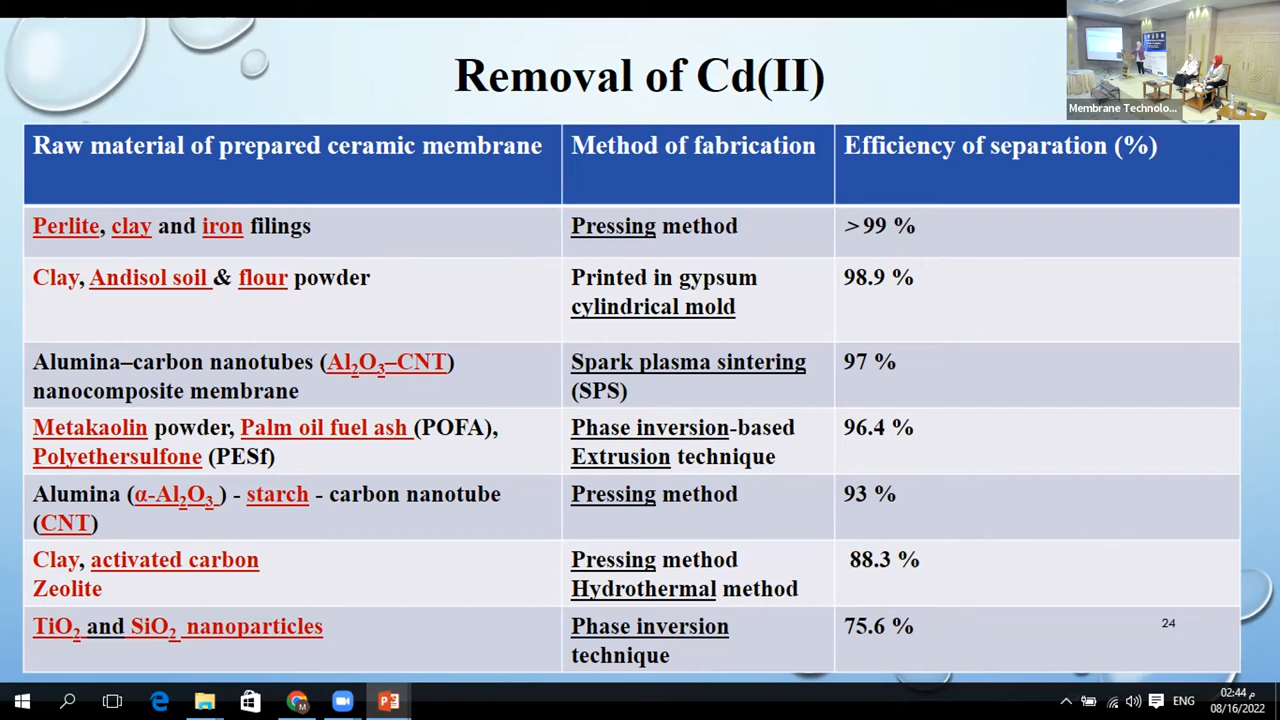 Removal of Cd(II)
Membrane Technolo...
Raw material of prepared ceramic membrane
Method of fabrication
Efficiency of separation (%)
Perlite, clay and iron filings
Pressing method
>99 %
Clay, Andisol soil & flour powder
Printed in gypsum
cylindrical mold
98.9 %
Alumina–carbon nanotubes (Al₂O₃–CNT)
nanocomposite membrane
Spark plasma sintering
(SPS)
97 %
Metakaolin powder, Palm oil fuel ash (POFA),
Polyethersulfone (PESf)
Phase inversion-based
Extrusion technique
96.4 %
Alumina (α-Al₂O₃ ) - starch - carbon nanotube
(CNT)
Pressing method
93 %
Clay, activated carbon
Zeolite
Pressing method
Hydrothermal method
88.3 %
TiO₂ and SiO₂ nanoparticles
Phase inversion
technique
75.6 %
24
ENG
02:44 م
08/16/2022